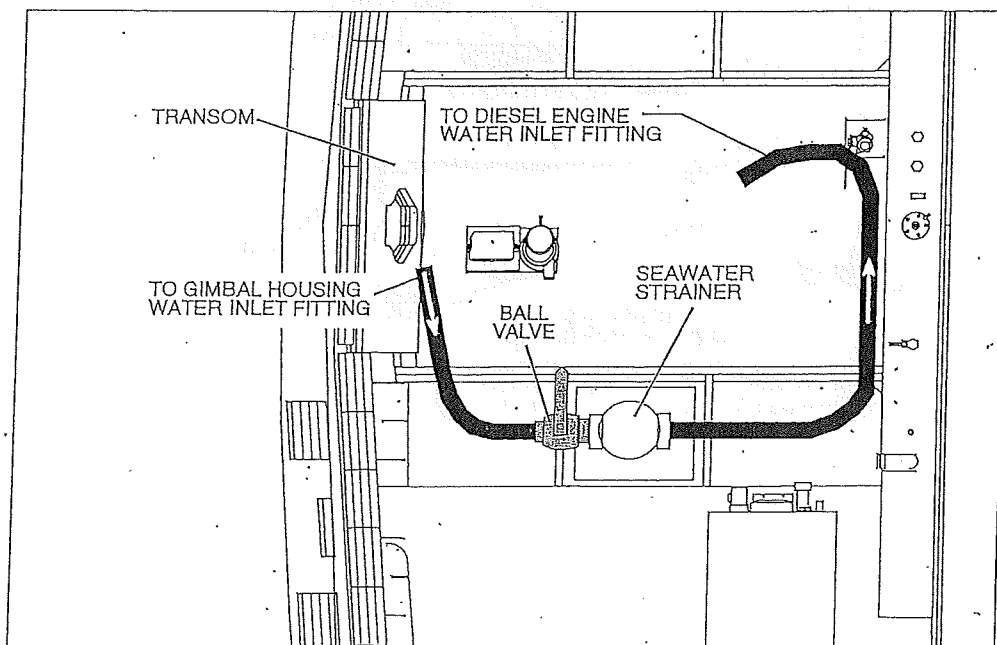 TRANSOM
TO DIESEL ENGINE
WATER INLET FITTING
TO GIMBAL HOUSING
WATER INLET FITTING
SEAWATER
STRAINER
BALL
VALVE